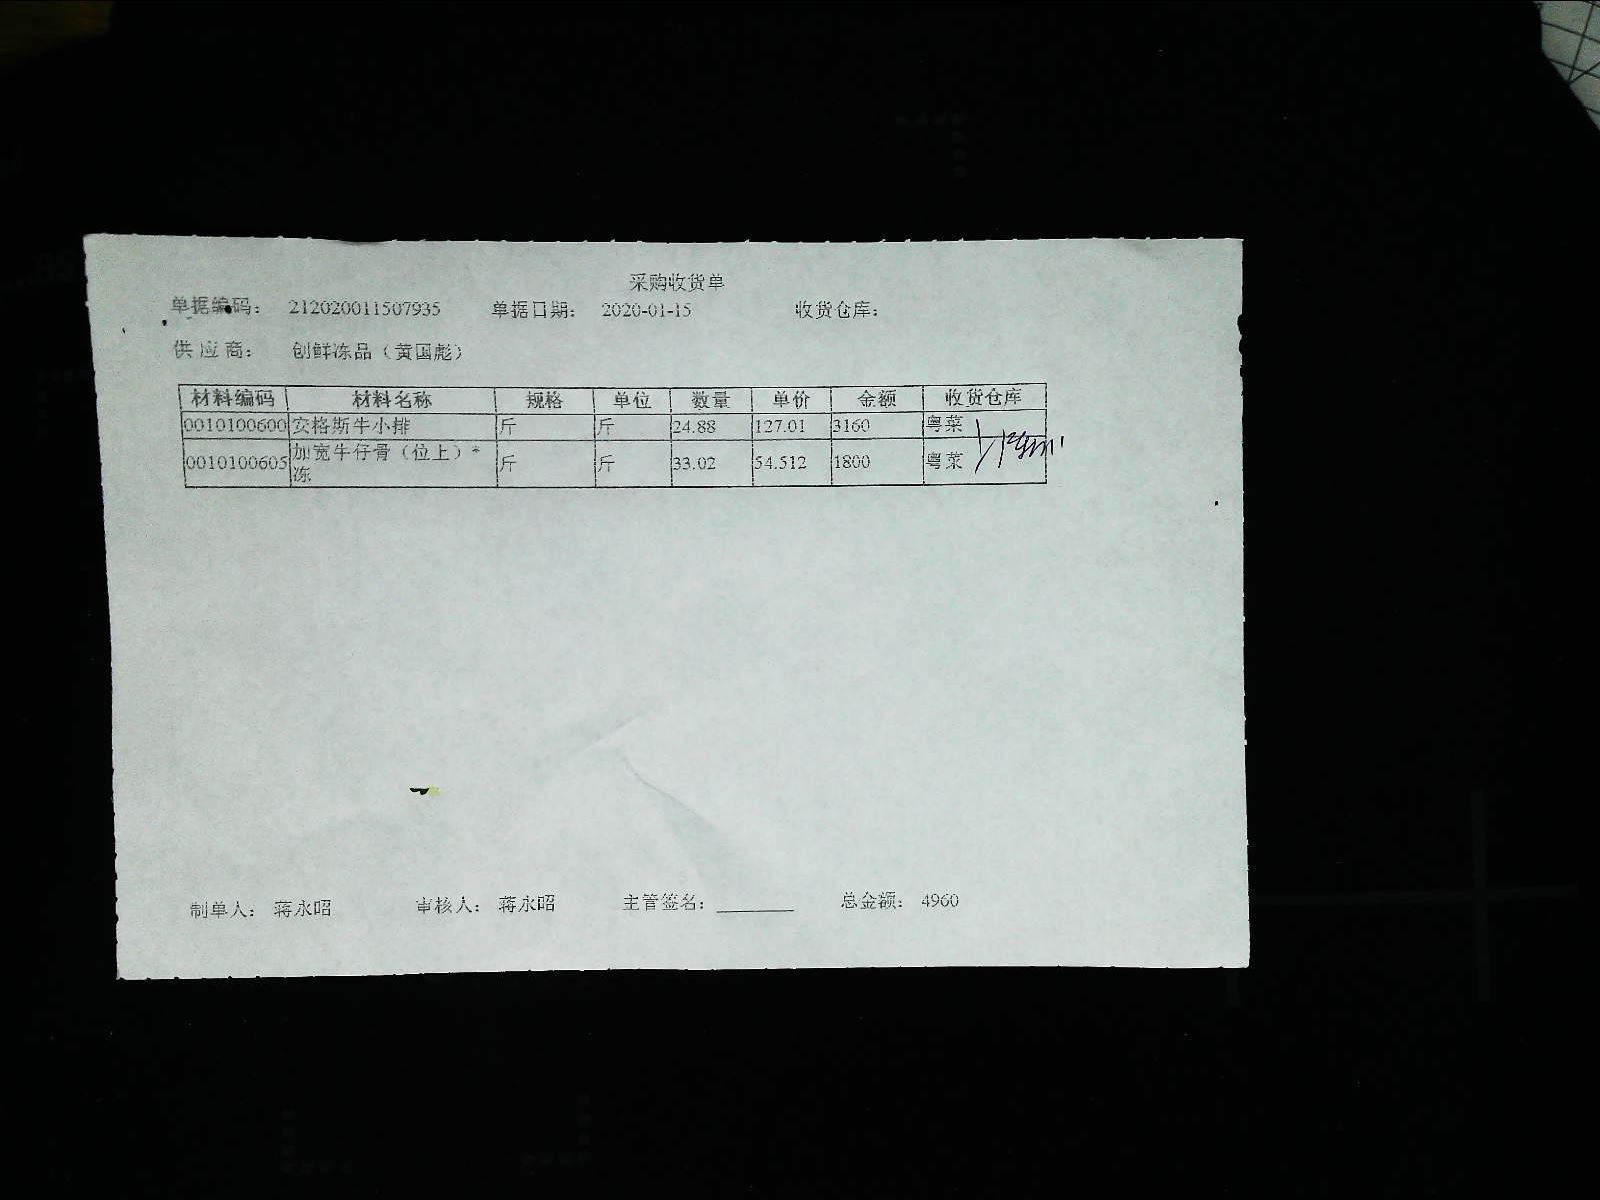 采购收货单
单据编码： 212020011507935 单据日期： 2020-01-15 收货仓库：
供应商： 创鲜冻品（黄国彪）
材料编码 材料名称 规格 单位 数量 单价 金额 收货仓库
0010100600 安格斯牛小排 斤 斤 24.88 127.01 3160 粤菜
0010100605 加宽牛仔骨（位上）*冻 斤 斤 33.02 54.512 1800 粤菜
制单人： 蒋永昭 审核人： 蒋永昭 主管签名： 总金额： 4960